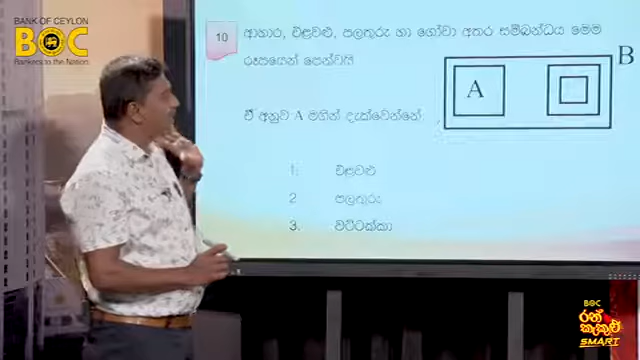 BANK OF CEYLON
BOC
Bankers to the Nation
10
ආහාර, එළවළු, පලතුරු හා ගෝවා අතර සම්බන්ධය මෙම
රූපයෙන් පෙන්වයි
B
A
ඒ අනුව A මගින් දැක්වෙන්නේ
1. එළවළු
2 පලතුරු
3. වට්ටක්කා
BOC
රන්
කැකුළු
SMART